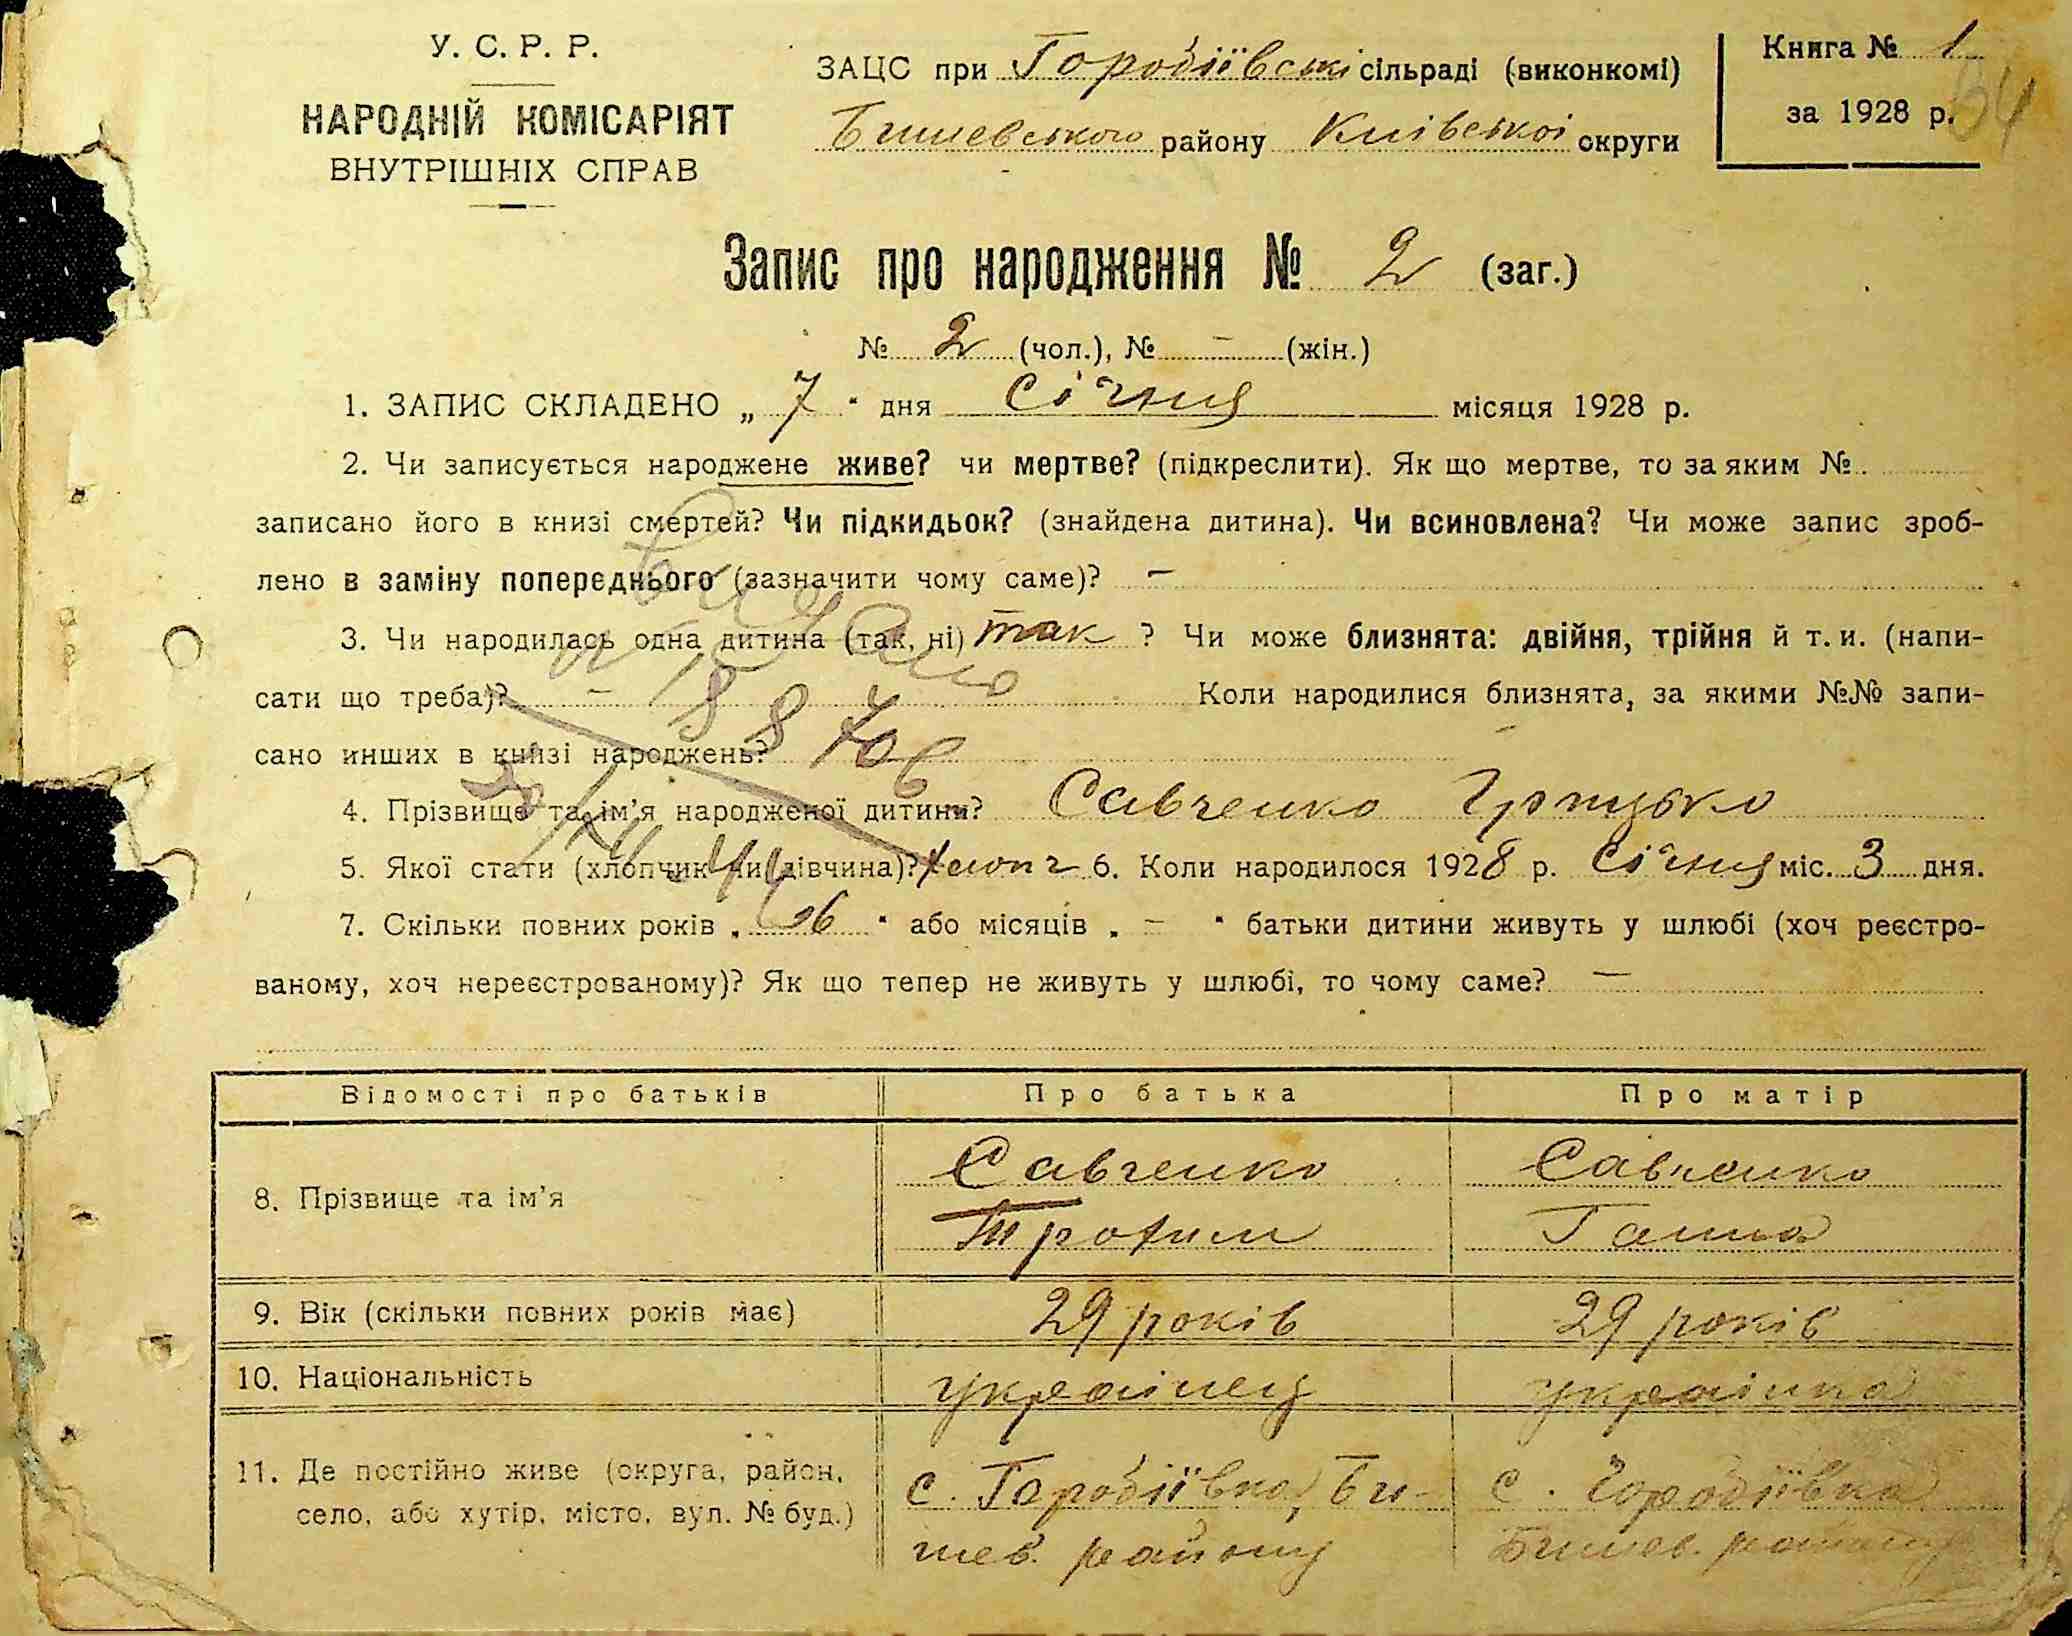 У. С. Р. Р.
НАРОДНІЙ КОМІСАРІЯТ
ВНУТРІШНІХ СПРАВ
ЗАЦС при Городіївські сільраді (виконкомі)
Бишевського району Київської округи
Книга № 1
за 1928 р.
64
Запис про народження № 2 (заг.)
№ 2 (чол.), № – (жін.)
1. ЗАПИС СКЛАДЕНО „ 7 " дня Січня місяця 1928 р.
2. Чи записується народжене живе? чи мертве? (підкреслити). Як що мертве, то за яким №
записано його в книзі смертей? Чи підкидьок? (знайдена дитина). Чи всиновлена? Чи може запис зроб-
лено в заміну попереднього (зазначити чому саме)? –
3. Чи народилась одна дитина (так, ні) так ? Чи може близнята: двійня, трійня й т. и. (напи-
сати що треба)? – Коли народилися близнята, за якими №№ запи-
сано инших в книзі народжень?
4. Прізвище та ім'я народженої дитини? Савченко Грицько
5. Якої стати (хлопчик чи дівчина)? хлопч 6. Коли народилося 1928 р. Січня міс. 3 дня.
7. Скільки повних років „ 6 " або місяців „ – " батьки дитини живуть у шлюбі (хоч реєстро-
ваному, хоч нереєстрованому)? Як що тепер не живуть у шлюбі, то чому саме? –
Видано
Відомості про батьків Про батька Про матір
8. Прізвище та ім'я Савченко Савченко
Трохим Ганна
9. Вік (скільки повних років має) 29 років 29 років
10. Національність українец українка
11. Де постійно живе (округа, район, с. Городіївка, Би- с. Городіївка
село, або хутір, місто, вул. № буд.) шев. району Бишев. району